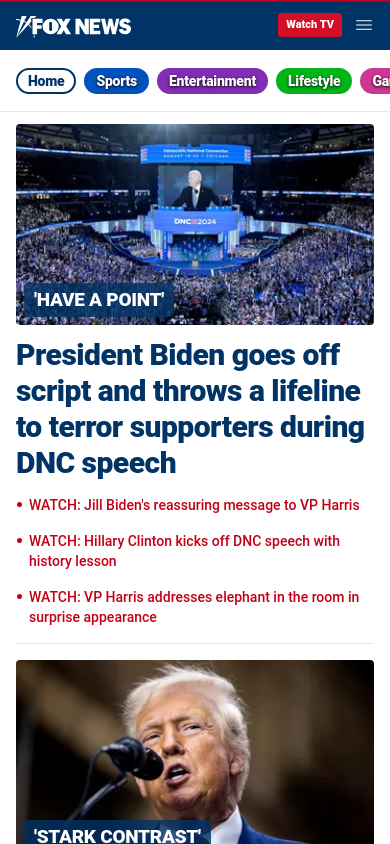 FOX NEWS
Watch TV
Home
Sports
Entertainment
Lifestyle
Ga
Democratic National Convention
AUGUST 19-22 / CHICAGO
DNC 2024
'HAVE A POINT'
President Biden goes off
script and throws a lifeline
to terror supporters during
DNC speech
WATCH: Jill Biden's reassuring message to VP Harris
WATCH: Hillary Clinton kicks off DNC speech with
history lesson
WATCH: VP Harris addresses elephant in the room in
surprise appearance
'STARK CONTRAST'